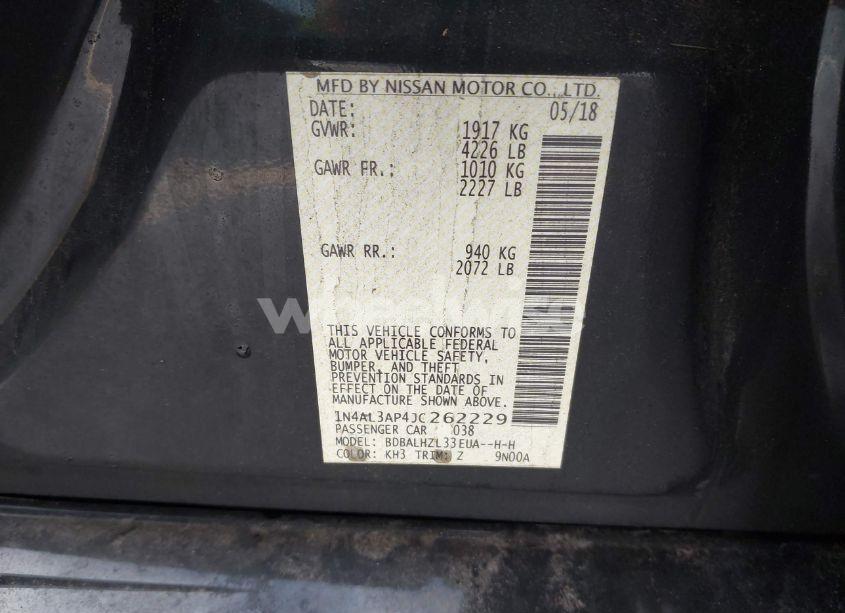 MFD BY NISSAN MOTOR CO., LTD.
DATE: 05/18
GVWR: 1917 KG
4226 LB
GAWR FR.: 1010 KG
2227 LB
GAWR RR.: 940 KG
2072 LB
wheelwise
THIS VEHICLE CONFORMS TO
ALL APPLICABLE FEDERAL
MOTOR VEHICLE SAFETY,
BUMPER, AND THEFT
PREVENTION STANDARDS IN
EFFECT ON THE DATE OF
MANUFACTURE SHOWN ABOVE.
1N4AL3AP4JC262229
PASSENGER CAR 038
MODEL: BDBALHZL33EUA--H-H
COLOR: KH3 TRIM: Z 9N00A